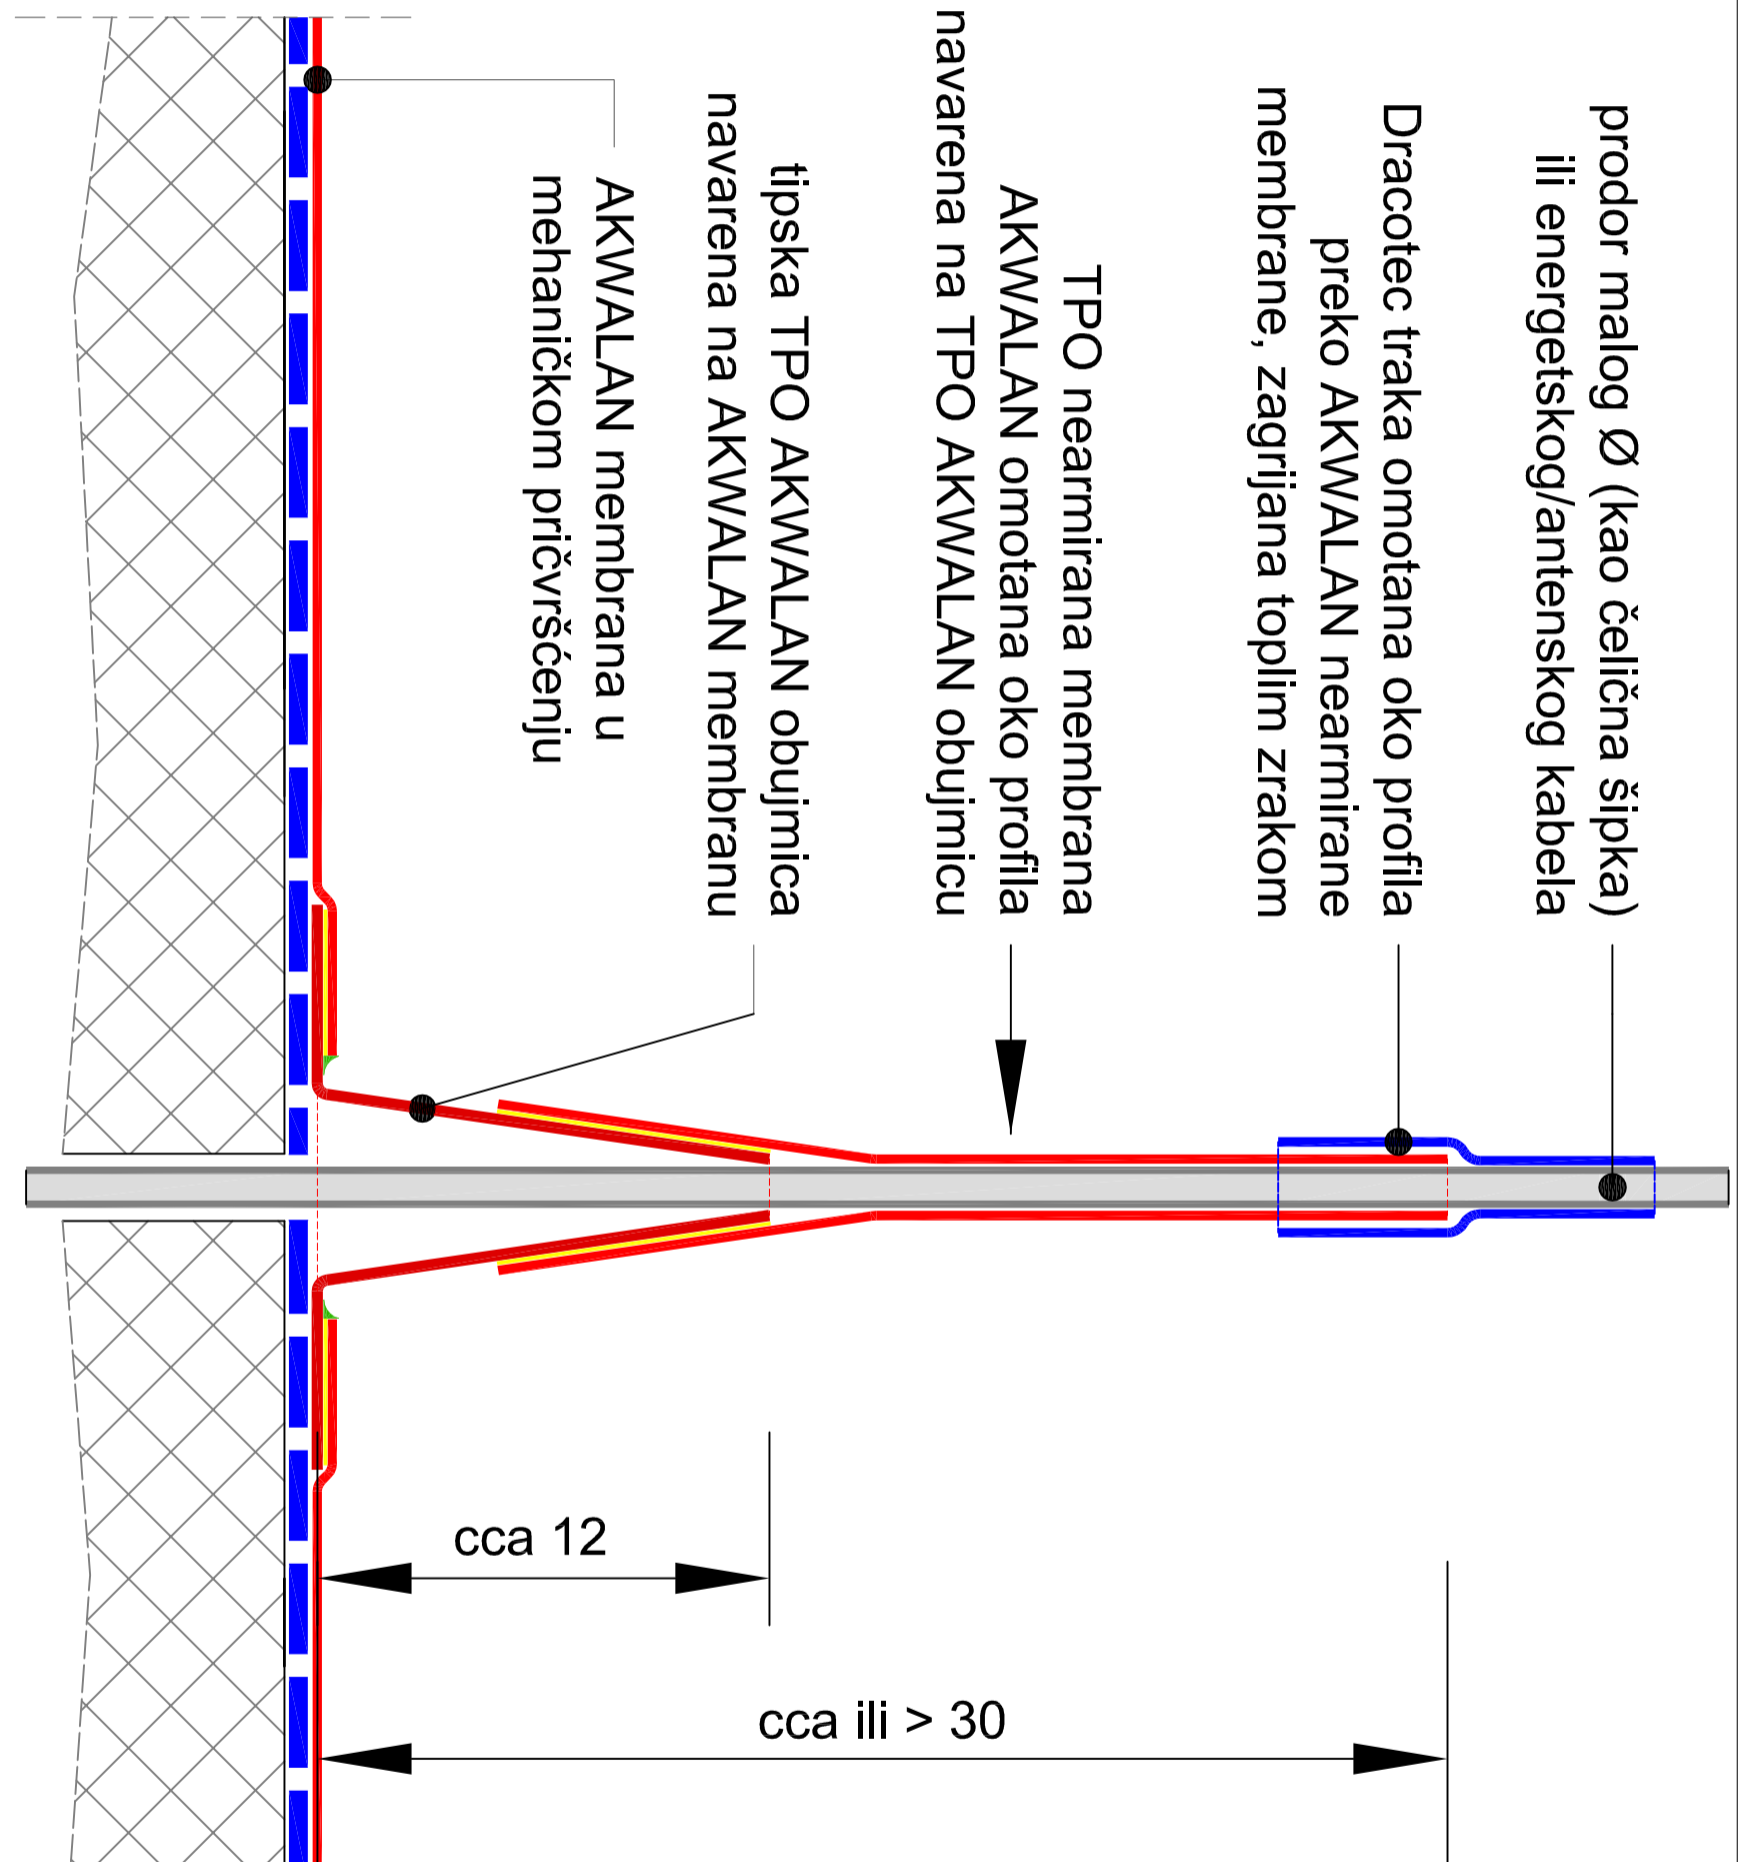 prodor malog Ø (kao čelična šipka)
ili energetskog/antenskog kabela
Dracotec traka omotana oko profila
preko AKWALAN nearmirane
membrane, zagrijana toplim zrakom
TPO nearmirana membrana
AKWALAN omotana oko profila
navarena na TPO AKWALAN obujmicu
tipska TPO AKWALAN obujmica
navarena na AKWALAN membranu
AKWALAN membrana u
mehaničkom pričvršćenju
cca 12
cca ili > 30